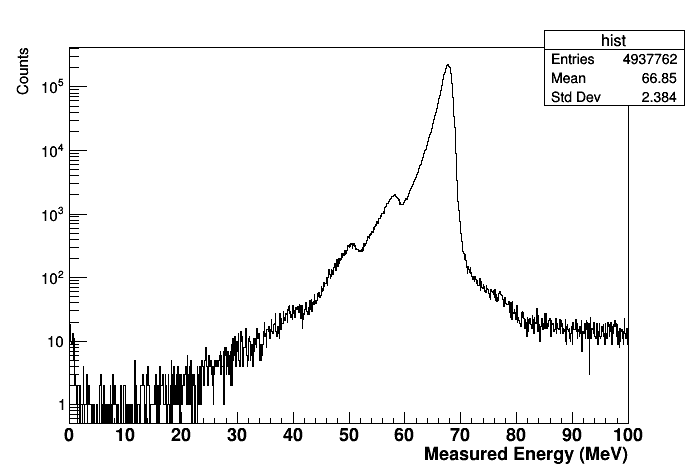 hist
Entries 4937762
Mean 66.85
Std Dev 2.384
Counts
10^5
10^4
10^3
10^2
10
1
0 10 20 30 40 50 60 70 80 90 100
Measured Energy (MeV)